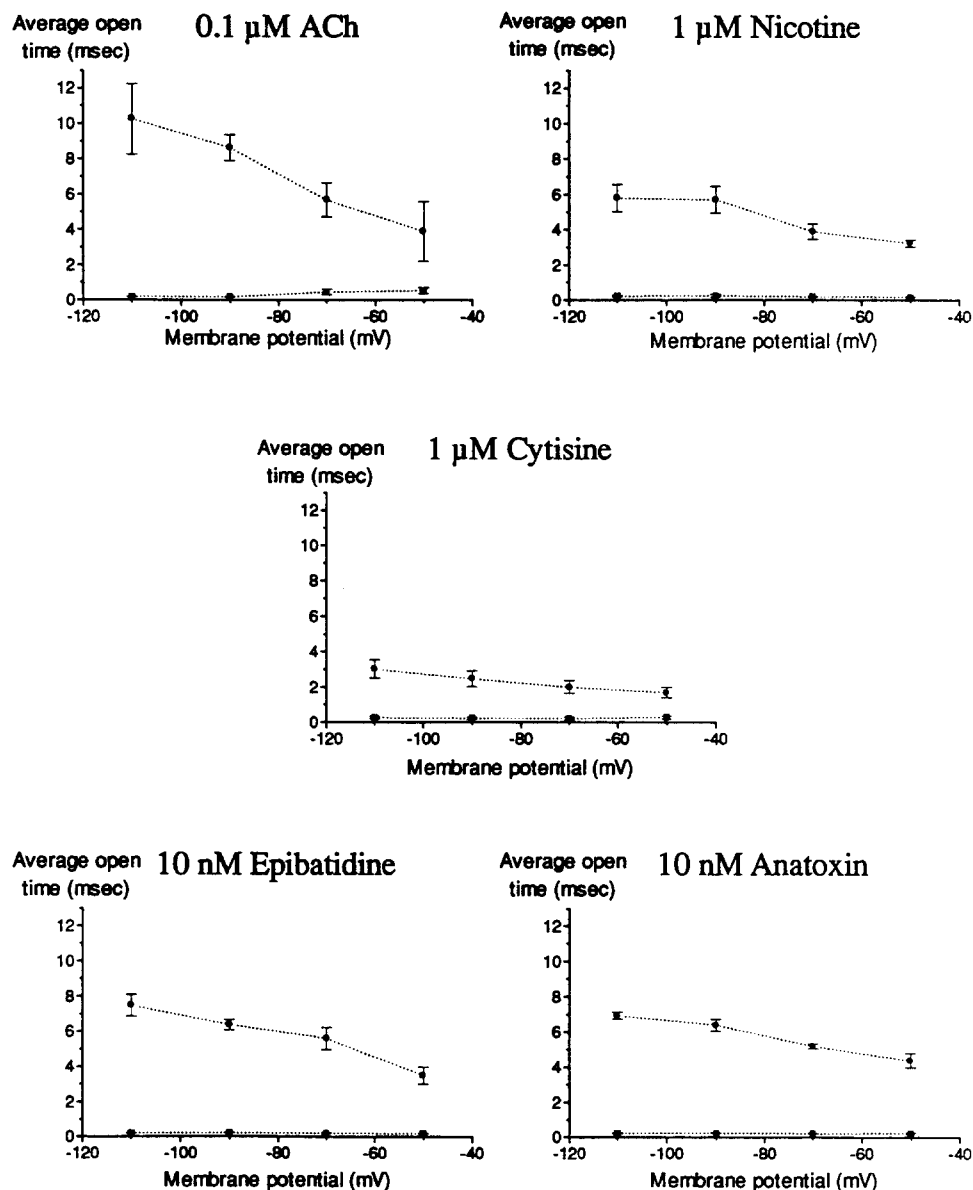 Average open
time (msec)
0.1 µM ACh
12
10
8
6
4
2
0
-120 -100 -80 -60 -40
Membrane potential (mV)
Average open
time (msec)
1 µM Nicotine
12
10
8
6
4
2
0
-120 -100 -80 -60 -40
Membrane potential (mV)
Average open
time (msec)
1 µM Cytisine
12
10
8
6
4
2
0
-120 -100 -80 -60 -40
Membrane potential (mV)
Average open
time (msec)
10 nM Epibatidine
12
10
8
6
4
2
0
-120 -100 -80 -60 -40
Membrane potential (mV)
Average open
time (msec)
10 nM Anatoxin
12
10
8
6
4
2
0
-120 -100 -80 -60 -40
Membrane potential (mV)